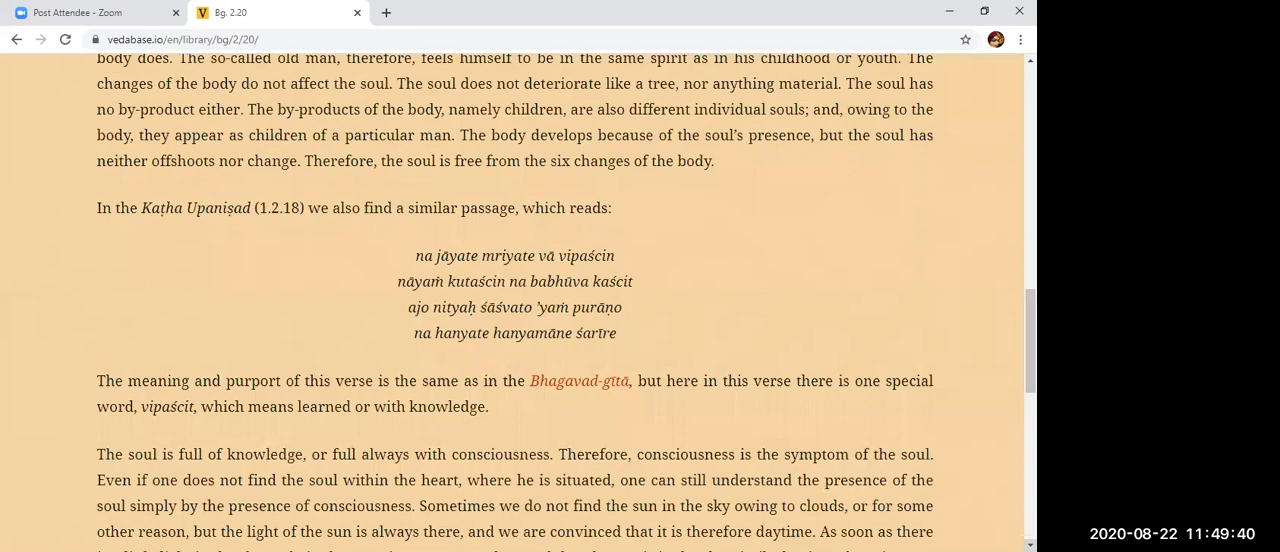 Post Attendee - Zoom
Bg. 2.20
vedabase.io/en/library/bg/2/20/
body does. The so-called old man, therefore, feels himself to be in the same spirit as in his childhood or youth. The
changes of the body do not affect the soul. The soul does not deteriorate like a tree, nor anything material. The soul has
no by-product either. The by-products of the body, namely children, are also different individual souls; and, owing to the
body, they appear as children of a particular man. The body develops because of the soul’s presence, but the soul has
neither offshoots nor change. Therefore, the soul is free from the six changes of the body.
In the Kaṭha Upaniṣad (1.2.18) we also find a similar passage, which reads:
na jāyate mriyate vā vipaścin
nāyaṁ kutaścin na babhūva kaścit
ajo nityaḥ śāśvato ’yaṁ purāṇo
na hanyate hanyamāne śarīre
The meaning and purport of this verse is the same as in the Bhagavad-gītā, but here in this verse there is one special
word, vipaścit, which means learned or with knowledge.
The soul is full of knowledge, or full always with consciousness. Therefore, consciousness is the symptom of the soul.
Even if one does not find the soul within the heart, where he is situated, one can still understand the presence of the
soul simply by the presence of consciousness. Sometimes we do not find the sun in the sky owing to clouds, or for some
other reason, but the light of the sun is always there, and we are convinced that it is therefore daytime. As soon as there
2020-08-22 11:49:40